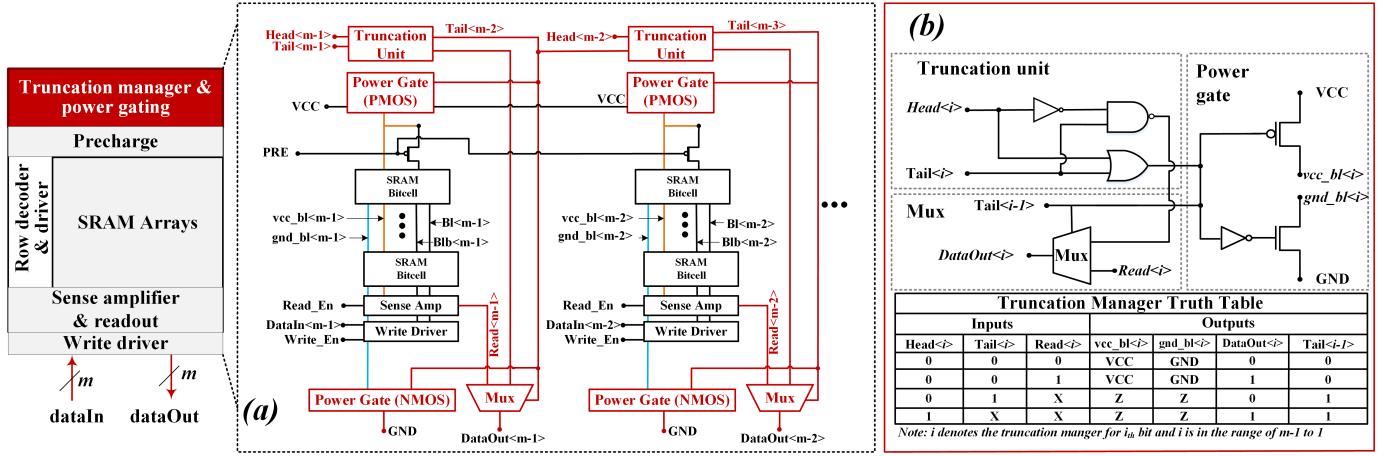 Truncation manager &
power gating
Precharge
Row decoder
& driver
SRAM Arrays
Sense amplifier
& readout
Write driver
m
m
dataIn
dataOut
(a)
Head<m-1>
Tail<m-1>
Truncation
Unit
Tail<m-2>
Head<m-2>
Truncation
Unit
Tail<m-3>
VCC
Power Gate
(PMOS)
VCC
Power Gate
(PMOS)
PRE
SRAM
Bitcell
SRAM
Bitcell
vcc_bl<m-1>
gnd_bl<m-1>
Bl<m-1>
Blb<m-1>
vcc_bl<m-2>
gnd_bl<m-2>
Bl<m-2>
Blb<m-2>
SRAM
Bitcell
SRAM
Bitcell
Read_En
Sense Amp
Read<m-1>
Read_En
Sense Amp
Read<m-2>
DataIn<m-1>
Write_En
Write Driver
DataIn<m-2>
Write_En
Write Driver
Power Gate (NMOS)
Mux
Power Gate (NMOS)
Mux
GND
DataOut<m-1>
GND
DataOut<m-2>
(b)
Truncation unit
Head<i>
Tail<i>
Power
gate
VCC
vcc_bl<i>
gnd_bl<i>
GND
Mux
Tail<i-1>
DataOut<i>
Mux
Read<i>
Truncation Manager Truth Table
Inputs Outputs
Head<i> Tail<i> Read<i> vcc_bl<i> gnd_bl<i> DataOut<i> Tail<i-1>
0 0 0 VCC GND 0 0
0 0 1 VCC GND 1 0
0 1 X Z Z 0 1
1 X X Z Z 1 1
Note: i denotes the truncation manger for ith bit and i is in the range of m-1 to 1